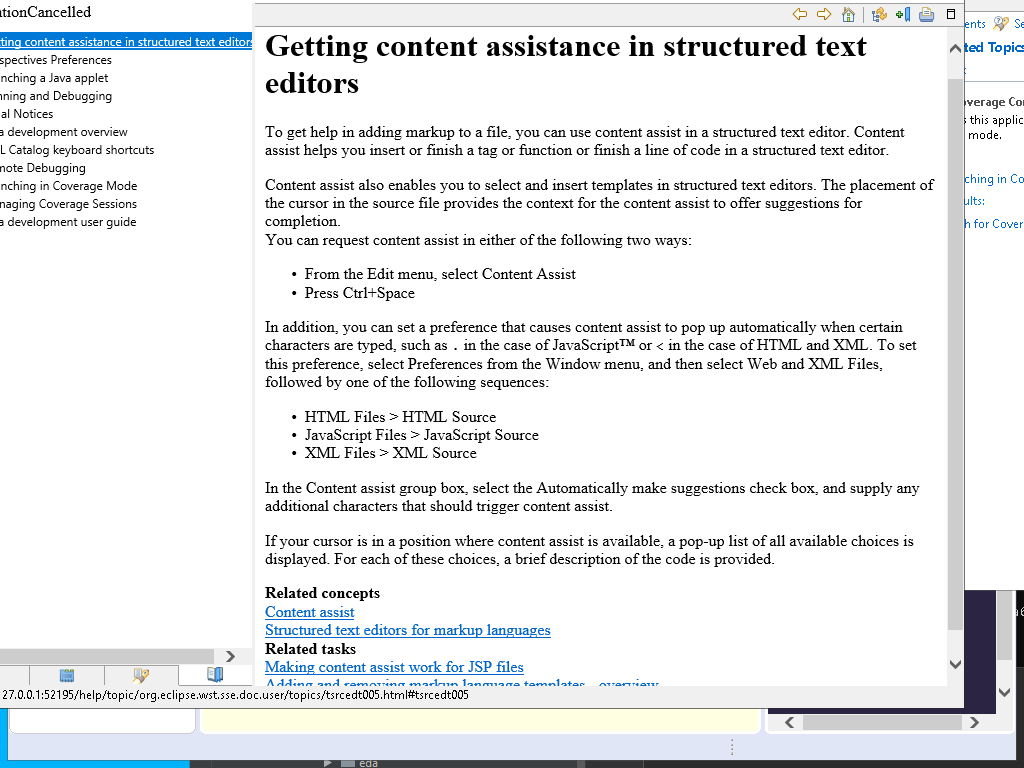 ntionCancelled
ting content assistance in structured text editors
spectives Preferences
nching a Java applet
nning and Debugging
al Notices
a development overview
L Catalog keyboard shortcuts
mote Debugging
nching in Coverage Mode
naging Coverage Sessions
a development user guide
Getting content assistance in structured text
editors
To get help in adding markup to a file, you can use content assist in a structured text editor. Content
assist helps you insert or finish a tag or function or finish a line of code in a structured text editor.
Content assist also enables you to select and insert templates in structured text editors. The placement of
the cursor in the source file provides the context for the content assist to offer suggestions for
completion.
You can request content assist in either of the following two ways:
• From the Edit menu, select Content Assist
• Press Ctrl+Space
In addition, you can set a preference that causes content assist to pop up automatically when certain
characters are typed, such as . in the case of JavaScript™ or < in the case of HTML and XML. To set
this preference, select Preferences from the Window menu, and then select Web and XML Files,
followed by one of the following sequences:
• HTML Files > HTML Source
• JavaScript Files > JavaScript Source
• XML Files > XML Source
In the Content assist group box, select the Automatically make suggestions check box, and supply any
additional characters that should trigger content assist.
If your cursor is in a position where content assist is available, a pop-up list of all available choices is
displayed. For each of these choices, a brief description of the code is provided.
Related concepts
Content assist
Structured text editors for markup languages
Related tasks
Making content assist work for JSP files
Adding and removing markup language templates - overview
27.0.0.1:52195/help/topic/org.eclipse.wst.sse.doc.user/topics/tsrcedt005.html#tsrcedt005
ents Se
ted Topics
verage Co
s this applic
mode.
ching in Co
ults:
h for Cover
eda